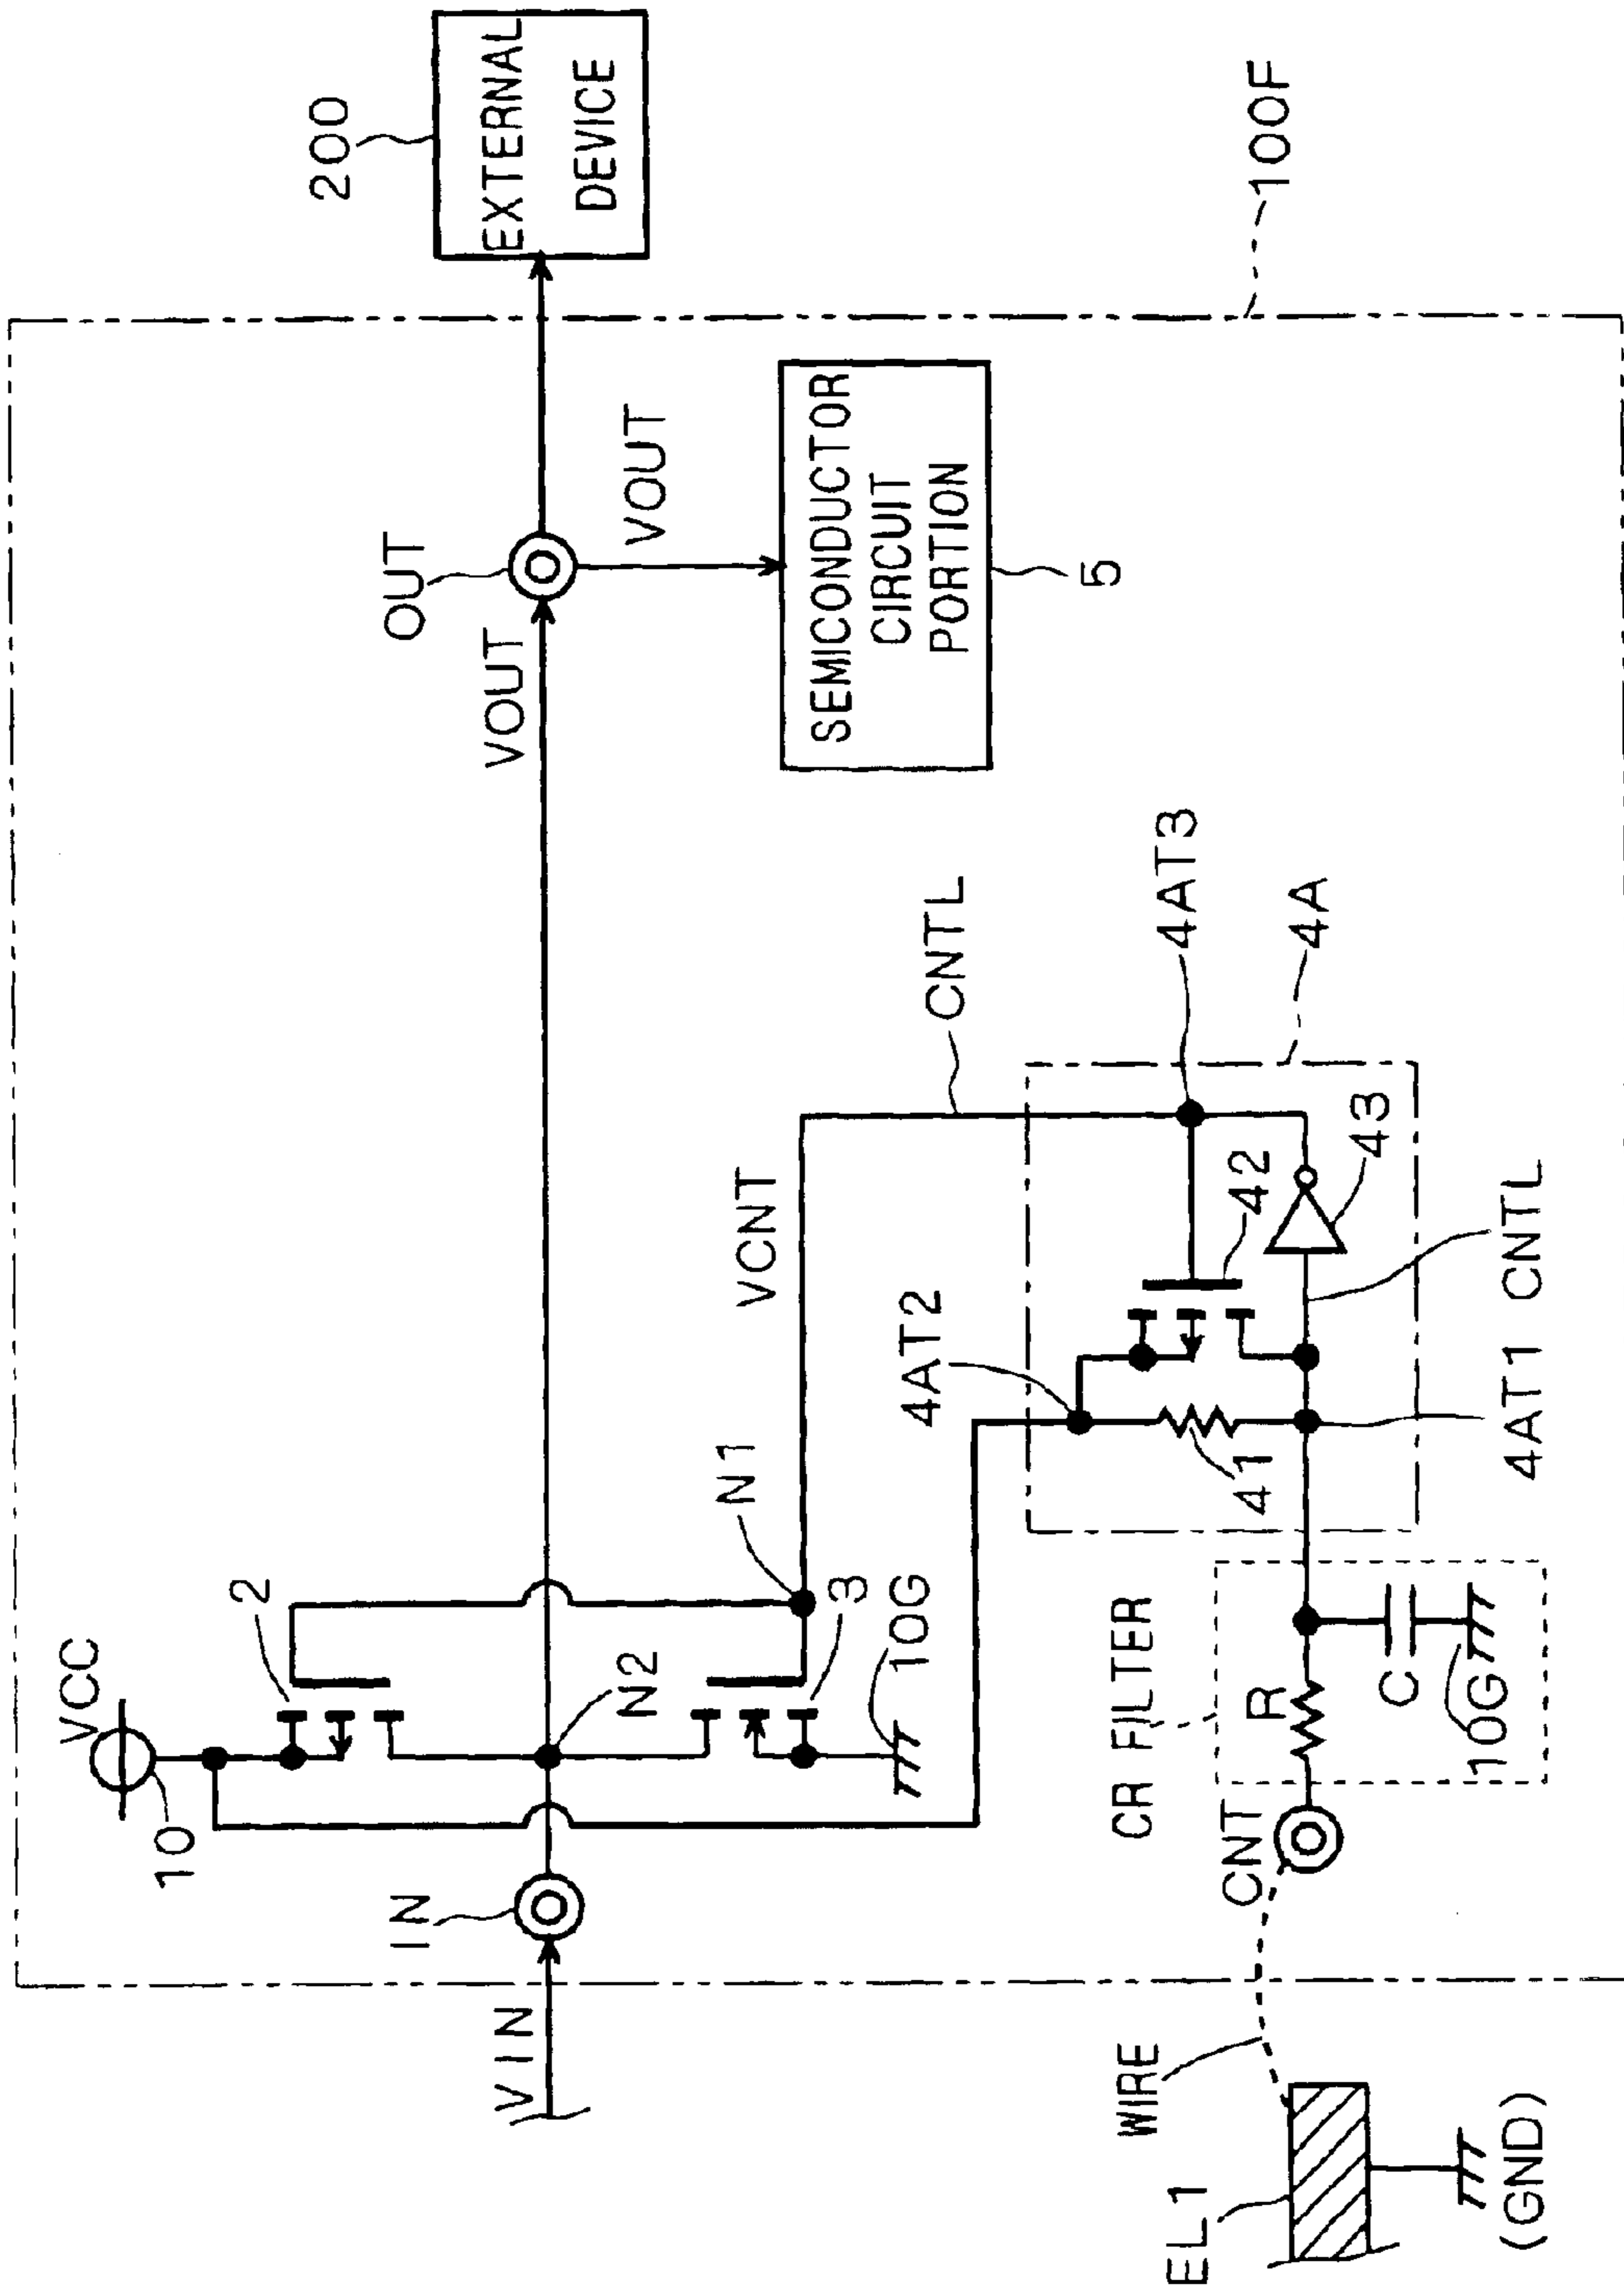 200
EXTERNAL
DEVICE
100F
OUT
VOUT
VOUT
SEMICONDUCTOR
CIRCUIT
PORTION
5
4AT3
CNTL
4A
VCNT
4AT2
42
43
41
4AT1 CNTL
N1
VCC
2
10
N2
3
10G
IN
VIN
CR FILTER
R
C
10G
CNT
WIRE
EL1
(GND)